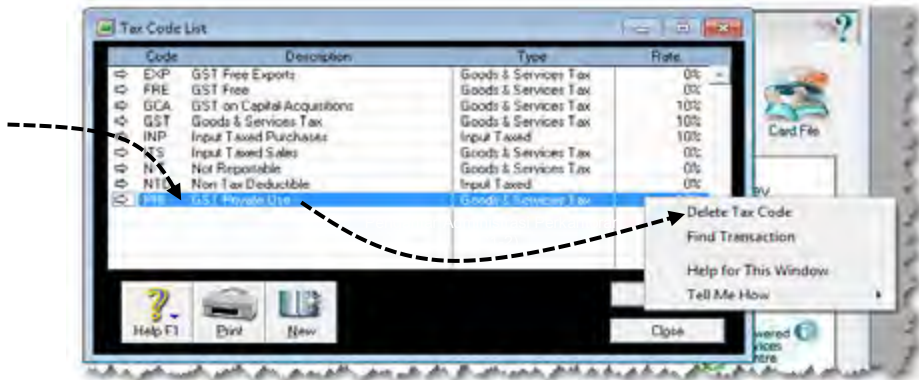 Tax Code List
Code Description Type Rate
EXP GST Free Exports Goods & Services Tax 0%
FRE GST Free Goods & Services Tax 0%
GCA GST on Capital Acquisitions Goods & Services Tax 10%
GST Goods & Services Tax Goods & Services Tax 10%
INP Input Taxed Purchases Input Taxed 10%
ITS Input Taxed Sales Goods & Services Tax 0%
N Not Reportable Goods & Services Tax 0%
NTD Non Tax Deductible Input Taxed 0%
PRI GST Private Use Goods & Services Tax
Delete Tax Code
Find Transaction
Help for This Window
Tell Me How
Help F1 Print New
Close
Card File